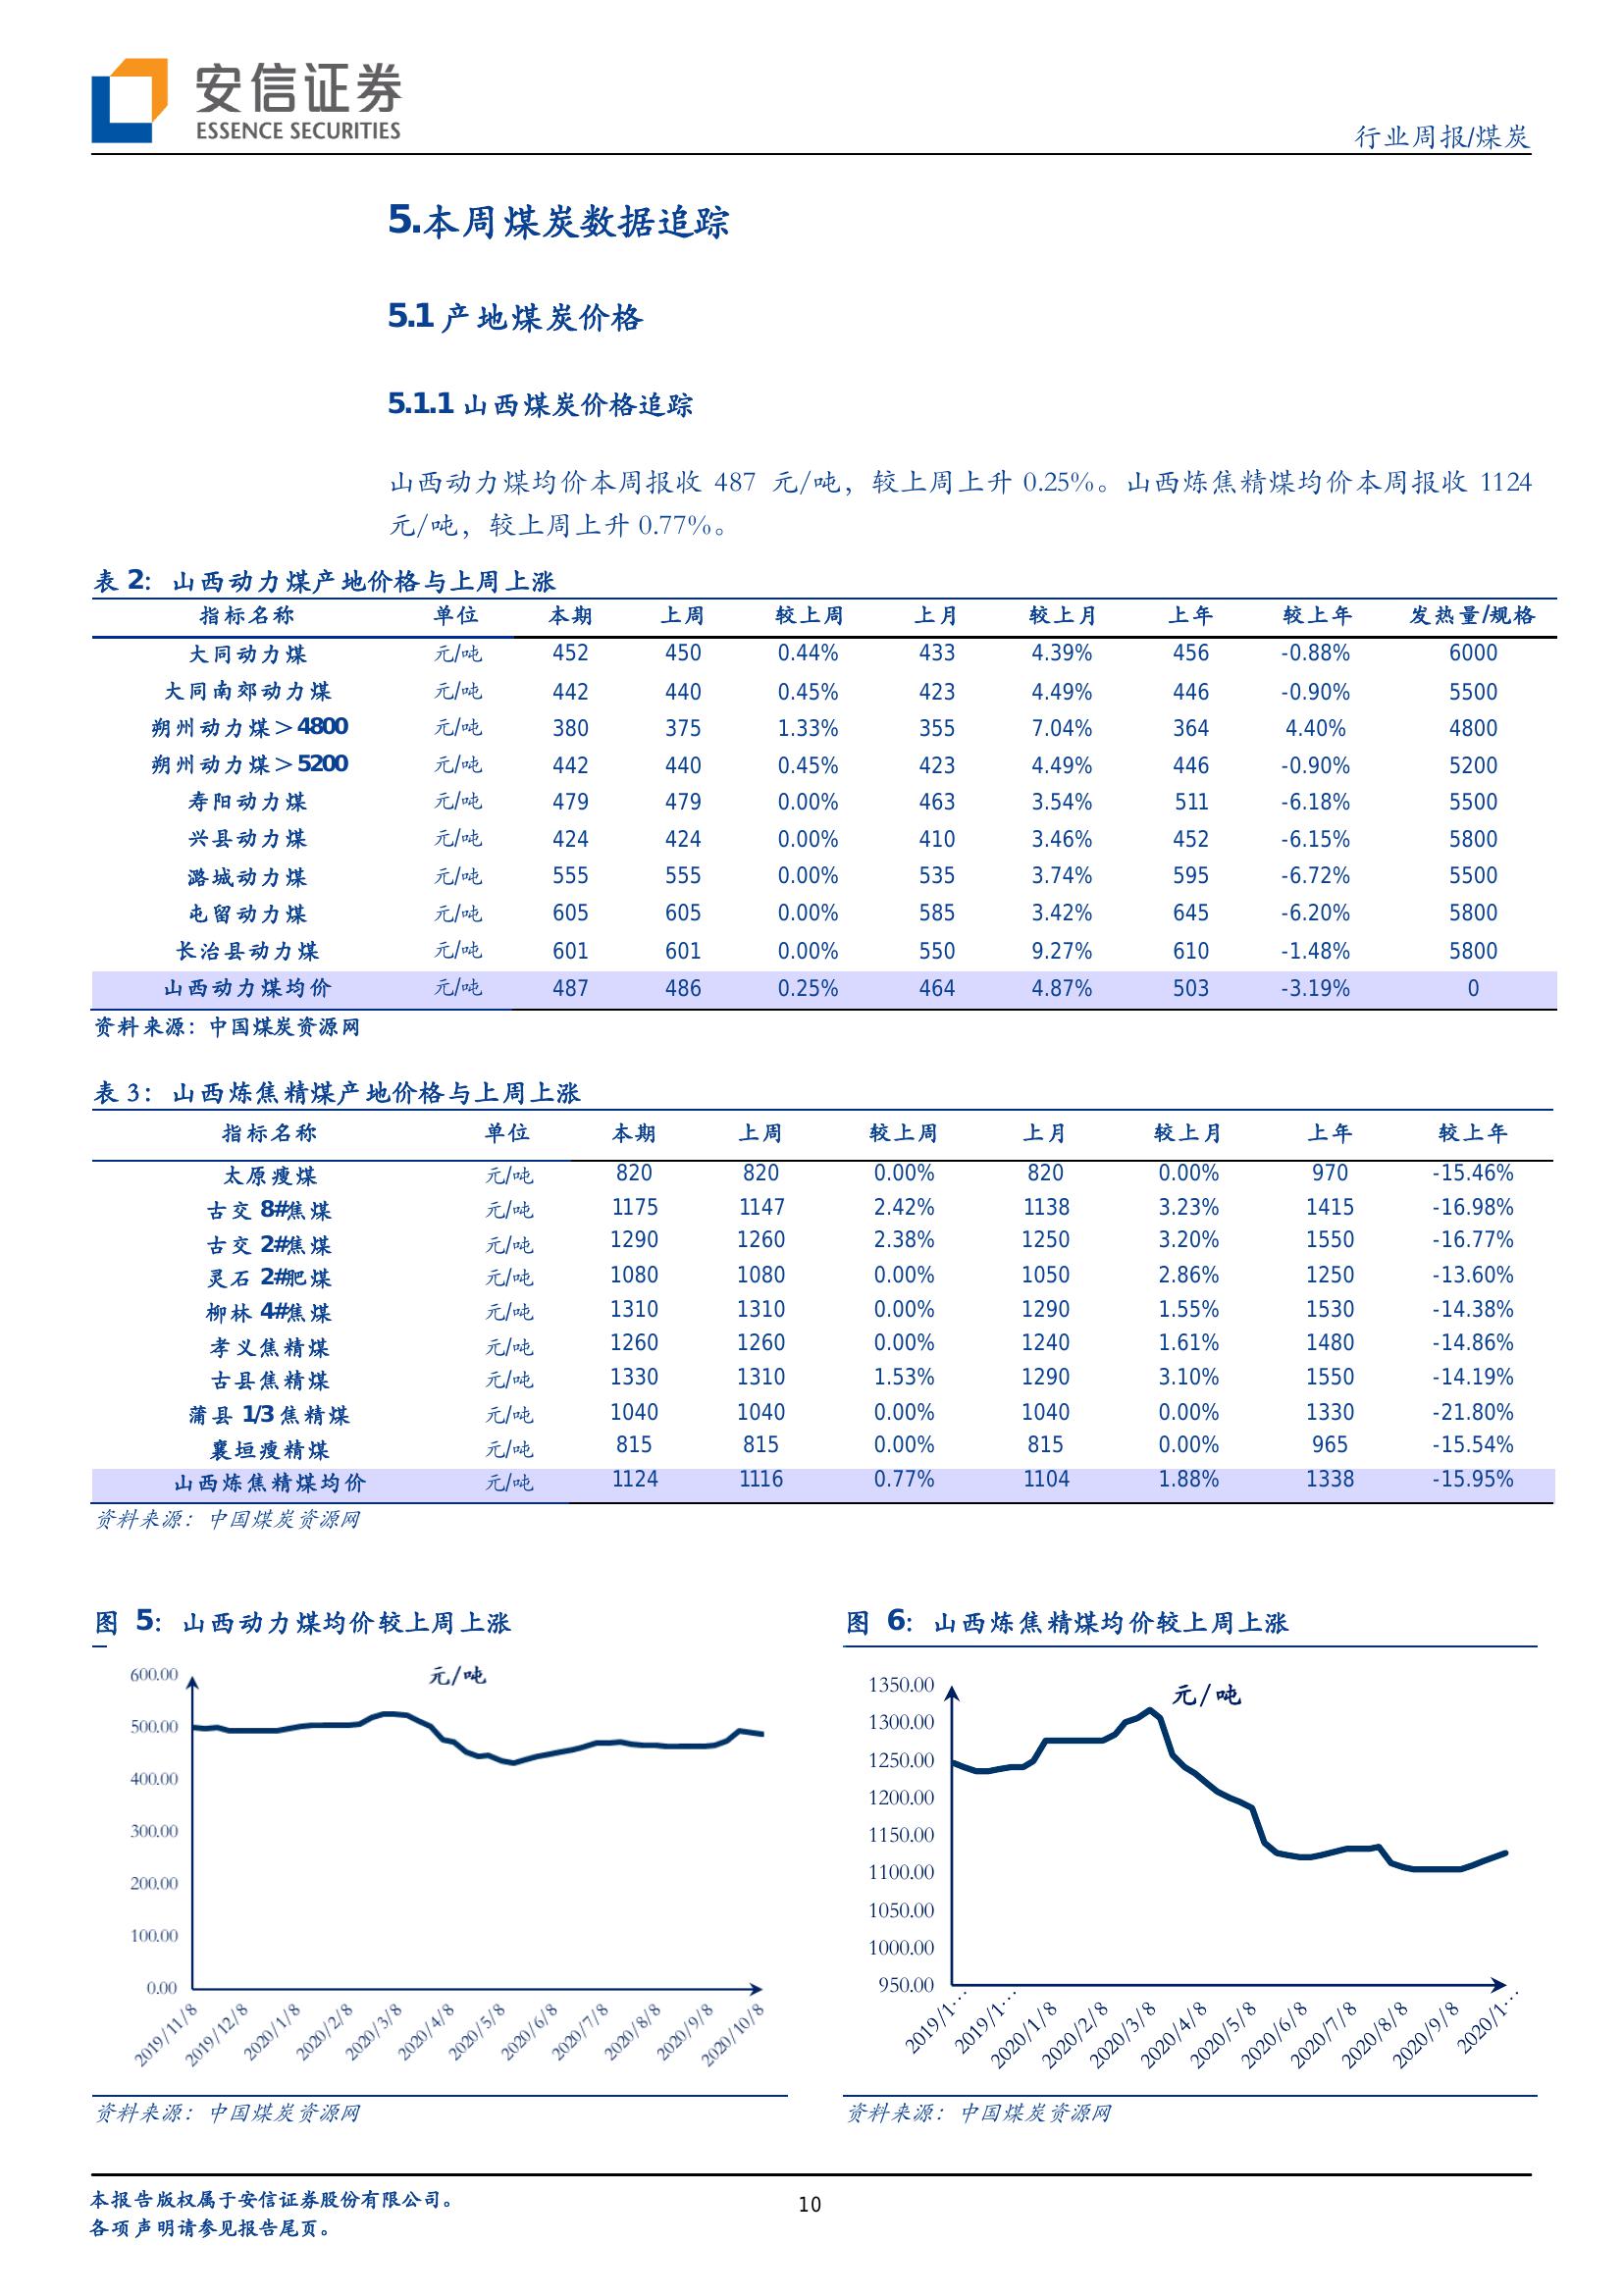 安信证券
ESSENCE SECURITIES
行业周报/煤炭
5.本周煤炭数据追踪
5.1 产地煤炭价格
5.1.1 山西煤炭价格追踪
山西动力煤均价本周报收 487 元/吨，较上周上升 0.25%。山西炼焦精煤均价本周报收 1124
元/吨，较上周上升 0.77%。
表 2：山西动力煤产地价格与上周上涨
指标名称 单位 本期 上周 较上周 上月 较上月 上年 较上年 发热量/规格
大同动力煤 元/吨 452 450 0.44% 433 4.39% 456 -0.88% 6000
大同南郊动力煤 元/吨 442 440 0.45% 423 4.49% 446 -0.90% 5500
朔州动力煤＞4800 元/吨 380 375 1.33% 355 7.04% 364 4.40% 4800
朔州动力煤＞5200 元/吨 442 440 0.45% 423 4.49% 446 -0.90% 5200
寿阳动力煤 元/吨 479 479 0.00% 463 3.54% 511 -6.18% 5500
兴县动力煤 元/吨 424 424 0.00% 410 3.46% 452 -6.15% 5800
潞城动力煤 元/吨 555 555 0.00% 535 3.74% 595 -6.72% 5500
屯留动力煤 元/吨 605 605 0.00% 585 3.42% 645 -6.20% 5800
长治县动力煤 元/吨 601 601 0.00% 550 9.27% 610 -1.48% 5800
山西动力煤均价 元/吨 487 486 0.25% 464 4.87% 503 -3.19% 0
资料来源：中国煤炭资源网
表 3：山西炼焦精煤产地价格与上周上涨
指标名称 单位 本期 上周 较上周 上月 较上月 上年 较上年
太原瘦煤 元/吨 820 820 0.00% 820 0.00% 970 -15.46%
古交 8#焦煤 元/吨 1175 1147 2.42% 1138 3.23% 1415 -16.98%
古交 2#焦煤 元/吨 1290 1260 2.38% 1250 3.20% 1550 -16.77%
灵石 2#肥煤 元/吨 1080 1080 0.00% 1050 2.86% 1250 -13.60%
柳林 4#焦煤 元/吨 1310 1310 0.00% 1290 1.55% 1530 -14.38%
孝义焦精煤 元/吨 1260 1260 0.00% 1240 1.61% 1480 -14.86%
古县焦精煤 元/吨 1330 1310 1.53% 1290 3.10% 1550 -14.19%
蒲县 1/3 焦精煤 元/吨 1040 1040 0.00% 1040 0.00% 1330 -21.80%
襄垣瘦精煤 元/吨 815 815 0.00% 815 0.00% 965 -15.54%
山西炼焦精煤均价 元/吨 1124 1116 0.77% 1104 1.88% 1338 -15.95%
资料来源：中国煤炭资源网
图 5：山西动力煤均价较上周上涨
元/吨
600.00
500.00
400.00
300.00
200.00
100.00
0.00
2019/11/8 2019/12/8 2020/1/8 2020/2/8 2020/3/8 2020/4/8 2020/5/8 2020/6/8 2020/7/8 2020/8/8 2020/9/8 2020/10/8
资料来源：中国煤炭资源网
图 6：山西炼焦精煤均价较上周上涨
元/吨
1350.00
1300.00
1250.00
1200.00
1150.00
1100.00
1050.00
1000.00
950.00
2019/1… 2019/1… 2020/1/8 2020/2/8 2020/3/8 2020/4/8 2020/5/8 2020/6/8 2020/7/8 2020/8/8 2020/9/8 2020/1…
资料来源：中国煤炭资源网
本报告版权属于安信证券股份有限公司。
各项声明请参见报告尾页。
10